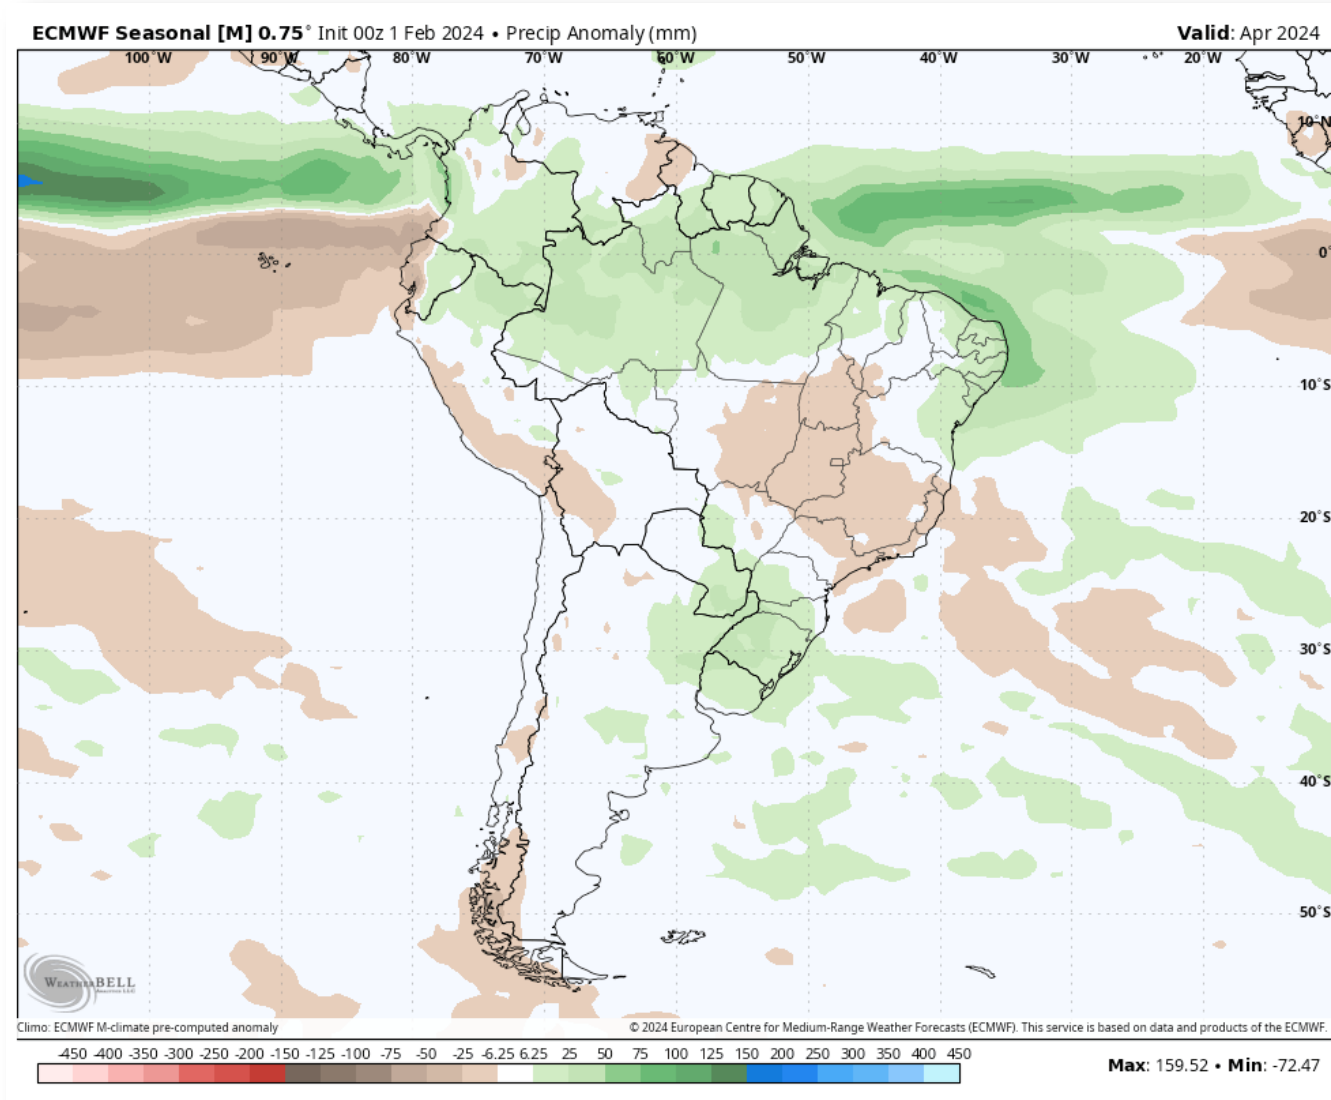 ECMWF Seasonal [M] 0.75° Init 00z 1 Feb 2024 • Precip Anomaly (mm) Valid: Apr 2024
100°W 90°W 80°W 70°W 60°W 50°W 40°W 30°W 20°W
10°N
0°
10°S
20°S
30°S
40°S
50°S
WEATHERBELL
Climo: ECMWF M-climate pre-computed anomaly © 2024 European Centre for Medium-Range Weather Forecasts (ECMWF). This service is based on data and products of the ECMWF.
-450 -400 -350 -300 -250 -200 -150 -125 -100 -75 -50 -25 -6.25 6.25 25 50 75 100 125 150 200 250 300 350 400 450
Max: 159.52 • Min: -72.47